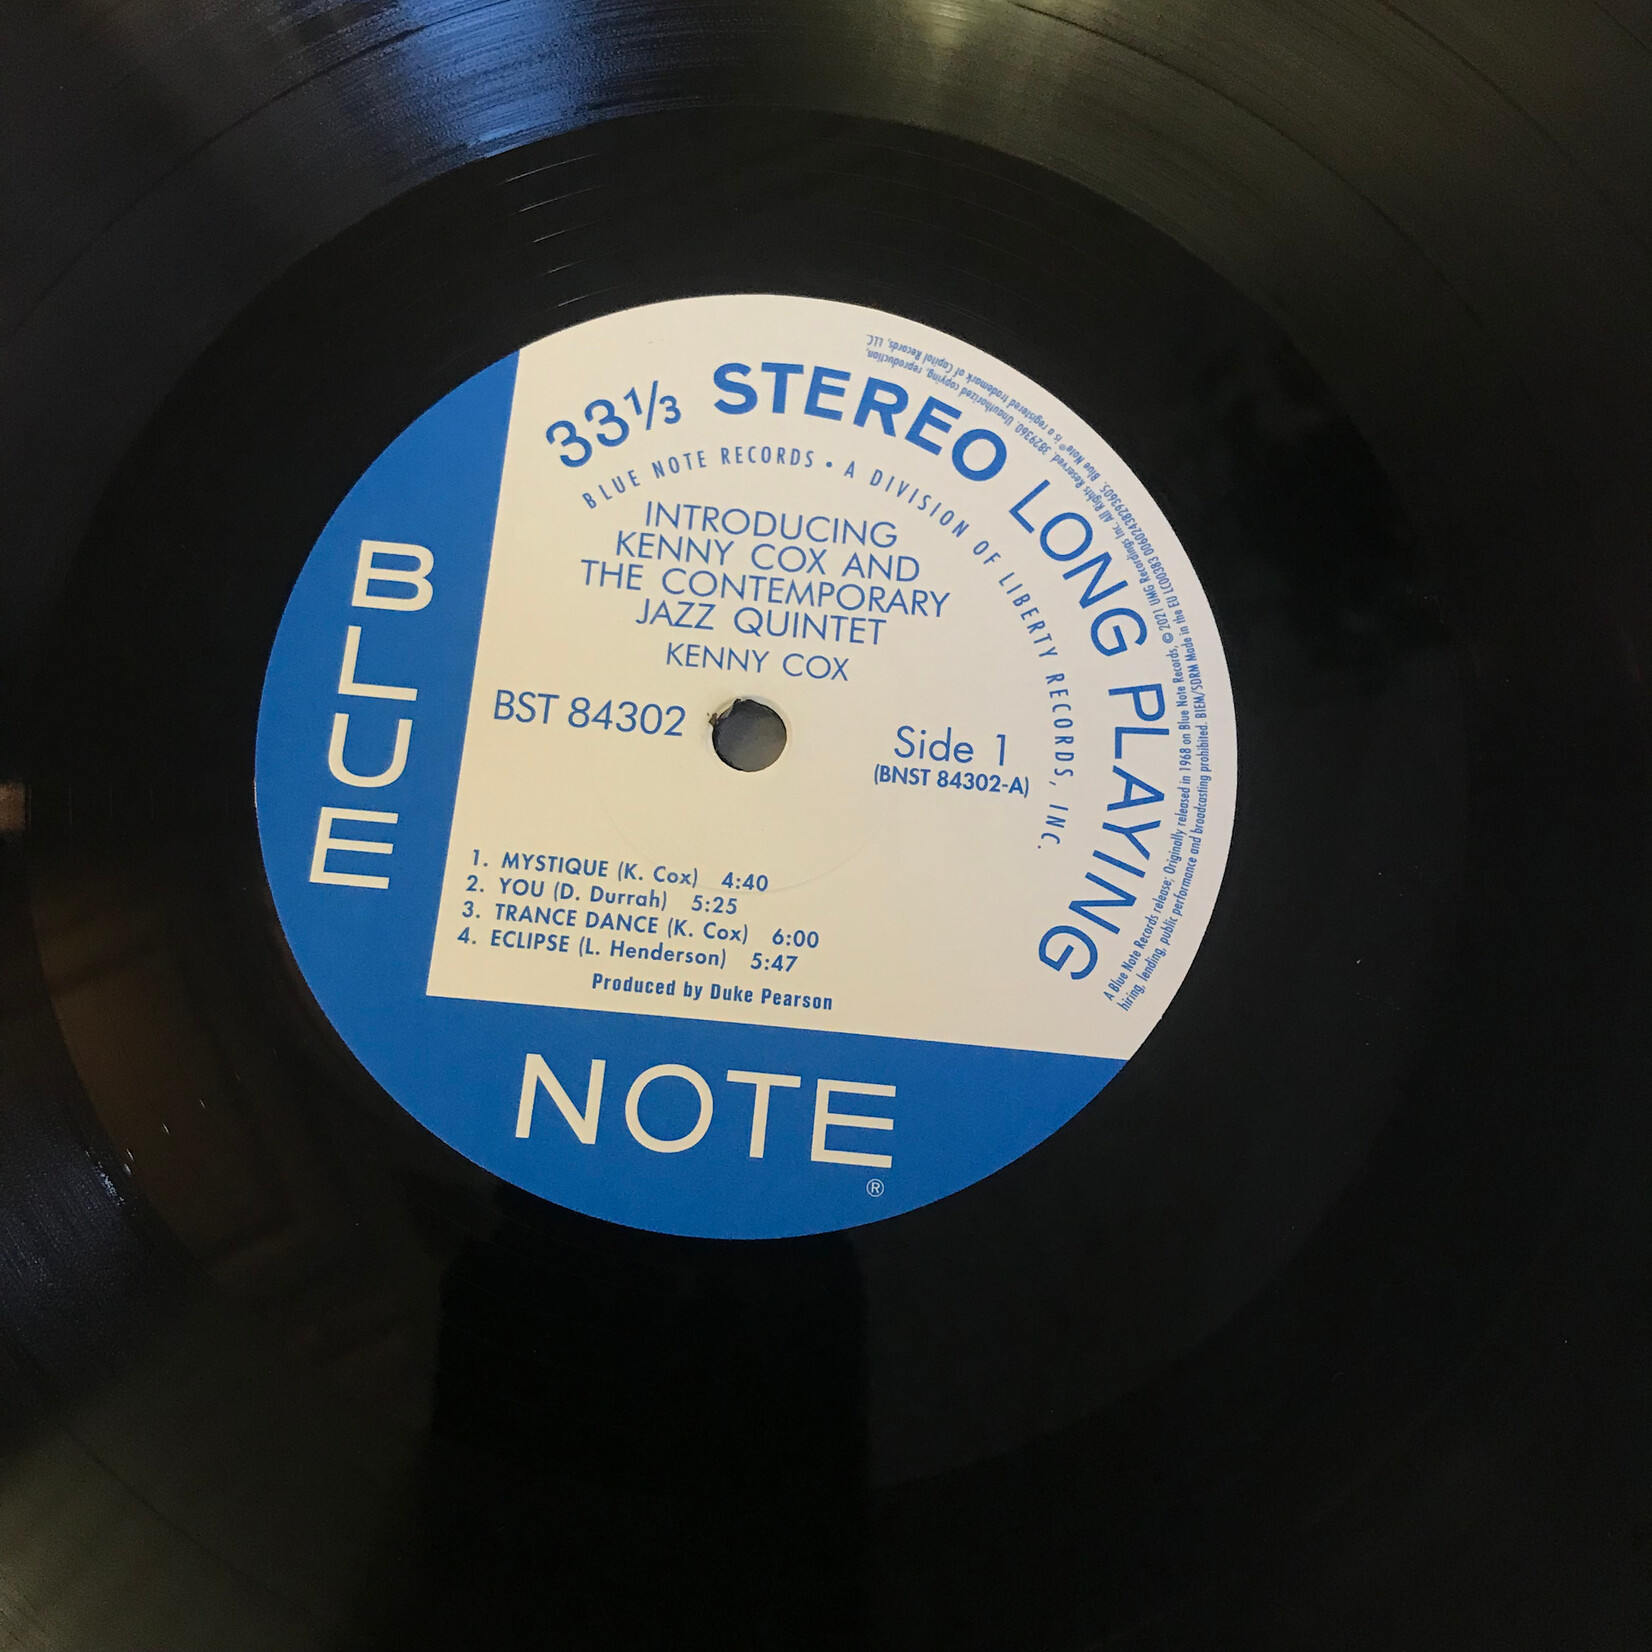 33⅓ STEREO LONG PLAYING
BLUE NOTE RECORDS • A DIVISION OF LIBERTY RECORDS, INC.
INTRODUCING
KENNY COX AND
THE CONTEMPORARY
JAZZ QUINTET
KENNY COX
BST 84302
Side 1
(BNST 84302-A)
1. MYSTIQUE (K. Cox) 4:40
2. YOU (D. Durrah) 5:25
3. TRANCE DANCE (K. Cox) 6:00
4. ECLIPSE (L. Henderson) 5:47
Produced by Duke Pearson
BLUE
NOTE
®
A Blue Note Records release; Originally released in 1968 on Blue Note Records, © 2021 UMG Recordings Inc. All Rights Reserved. 3829360. Unauthorized copying, reproduction,
hiring, lending, public performance and broadcasting prohibited. BIEM/SDRM Made in the EU LC00383 00602438293605. Blue Note® is a registered trademark of Capitol Records, LLC